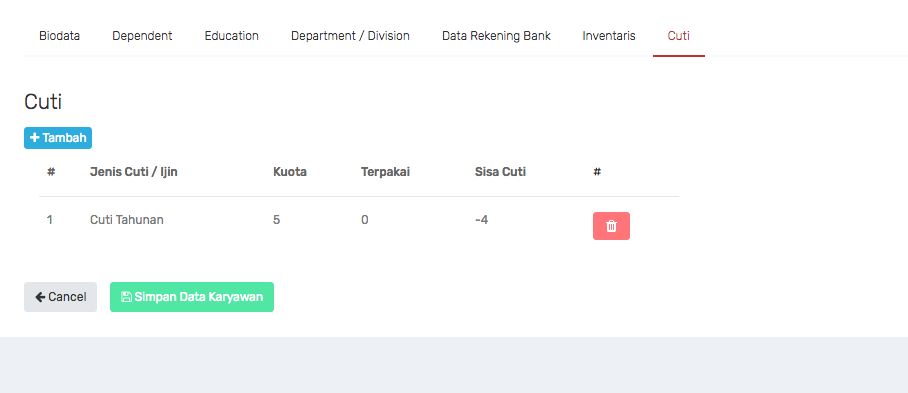 Biodata Dependent Education Department / Division Data Rekening Bank Inventaris Cuti
Cuti
+ Tambah
# Jenis Cuti / Ijin Kuota Terpakai Sisa Cuti #
1 Cuti Tahunan 5 0 -4
Cancel Simpan Data Karyawan